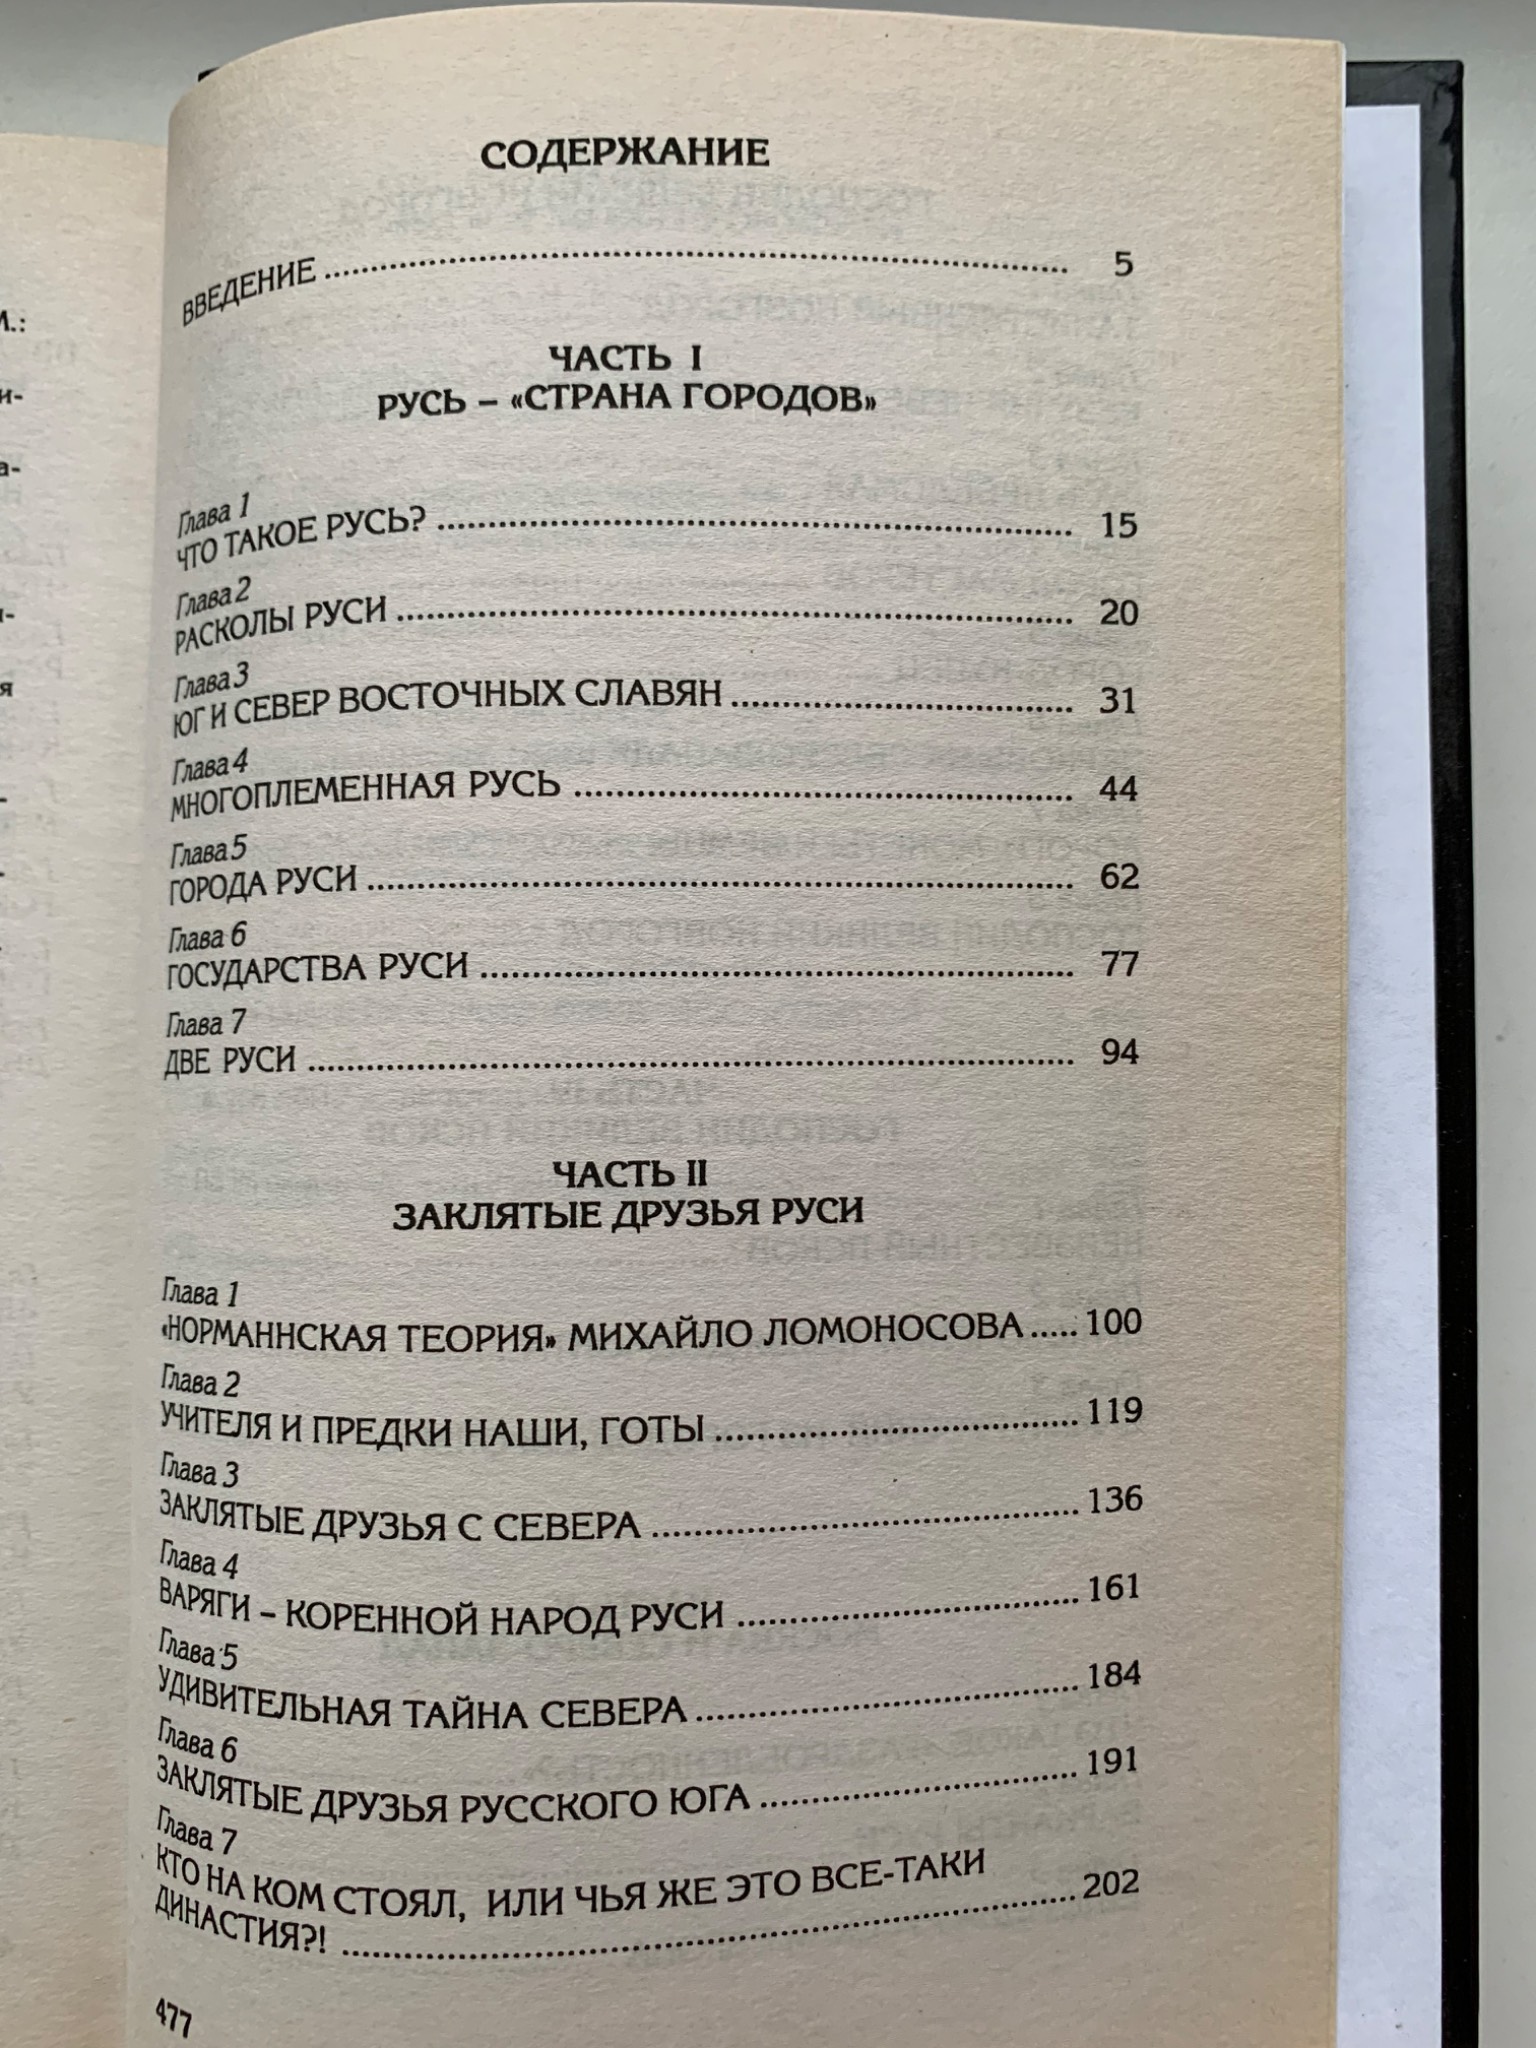 СОДЕРЖАНИЕ
ВВЕДЕНИЕ ........ 5
ЧАСТЬ I
РУСЬ – «СТРАНА ГОРОДОВ»
Глава 1
ЧТО ТАКОЕ РУСЬ? ........ 15
Глава 2
РАСКОЛЫ РУСИ ........ 20
Глава 3
ЮГ И СЕВЕР ВОСТОЧНЫХ СЛАВЯН ........ 31
Глава 4
МНОГОПЛЕМЕННАЯ РУСЬ ........ 44
Глава 5
ГОРОДА РУСИ ........ 62
Глава 6
ГОСУДАРСТВА РУСИ ........ 77
Глава 7
ДВЕ РУСИ ........ 94
ЧАСТЬ II
ЗАКЛЯТЫЕ ДРУЗЬЯ РУСИ
Глава 1
«НОРМАННСКАЯ ТЕОРИЯ» МИХАЙЛО ЛОМОНОСОВА ..... 100
Глава 2
УЧИТЕЛЯ И ПРЕДКИ НАШИ, ГОТЫ ........ 119
Глава 3
ЗАКЛЯТЫЕ ДРУЗЬЯ С СЕВЕРА ........ 136
Глава 4
ВАРЯГИ – КОРЕННОЙ НАРОД РУСИ ........ 161
Глава 5
УДИВИТЕЛЬНАЯ ТАЙНА СЕВЕРА ........ 184
Глава 6
ЗАКЛЯТЫЕ ДРУЗЬЯ РУССКОГО ЮГА ........ 191
Глава 7
КТО НА КОМ СТОЯЛ, ИЛИ ЧЬЯ ЖЕ ЭТО ВСЕ-ТАКИ
ДИНАСТИЯ?! ........ 202
477